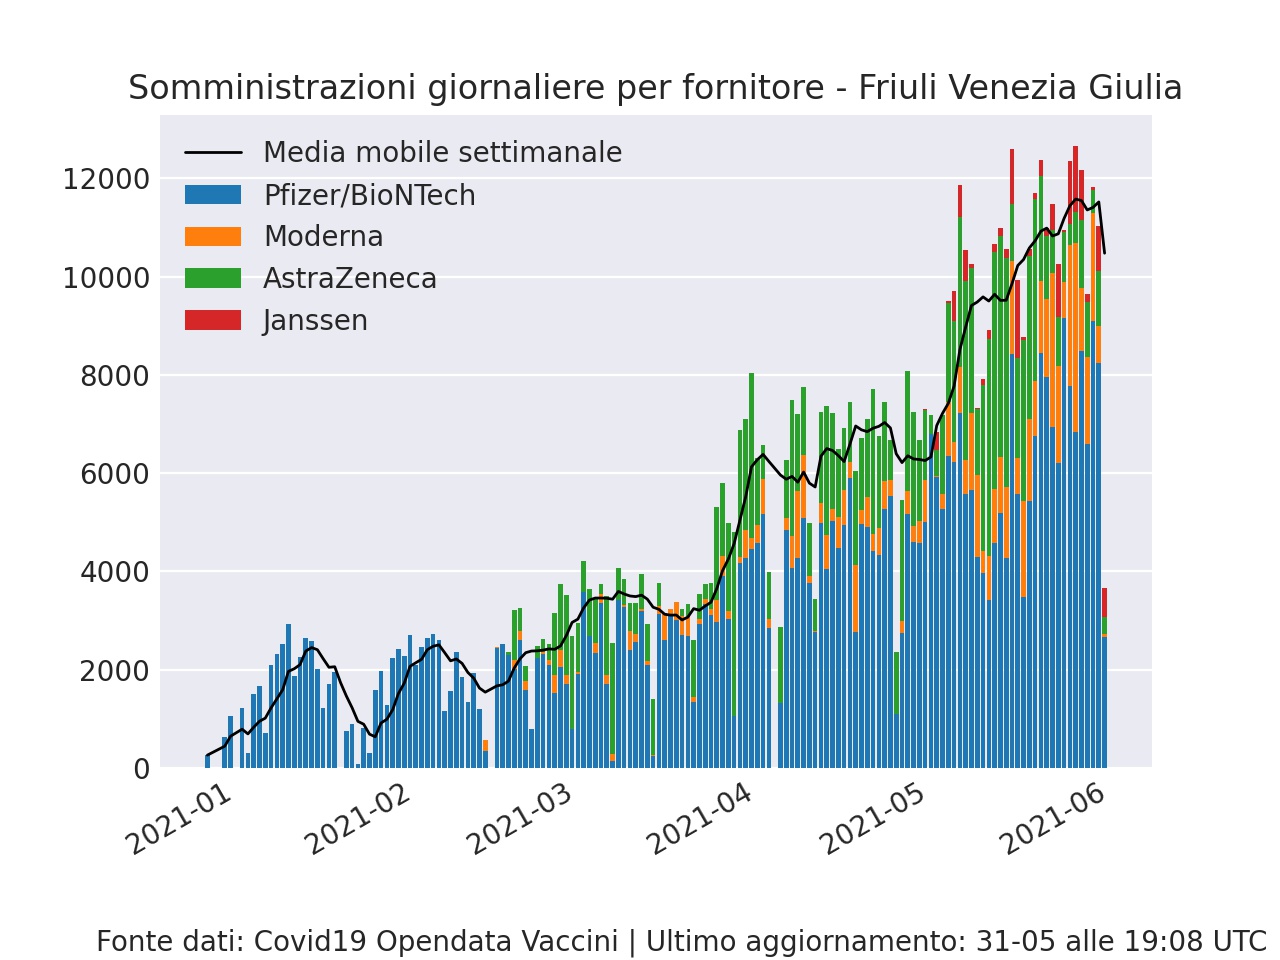 Somministrazioni giornaliere per fornitore - Friuli Venezia Giulia
Media mobile settimanale
Pfizer/BioNTech
Moderna
AstraZeneca
Janssen
12000
10000
8000
6000
4000
2000
0
2021-01
2021-02
2021-03
2021-04
2021-05
2021-06
Fonte dati: Covid19 Opendata Vaccini | Ultimo aggiornamento: 31-05 alle 19:08 UTC